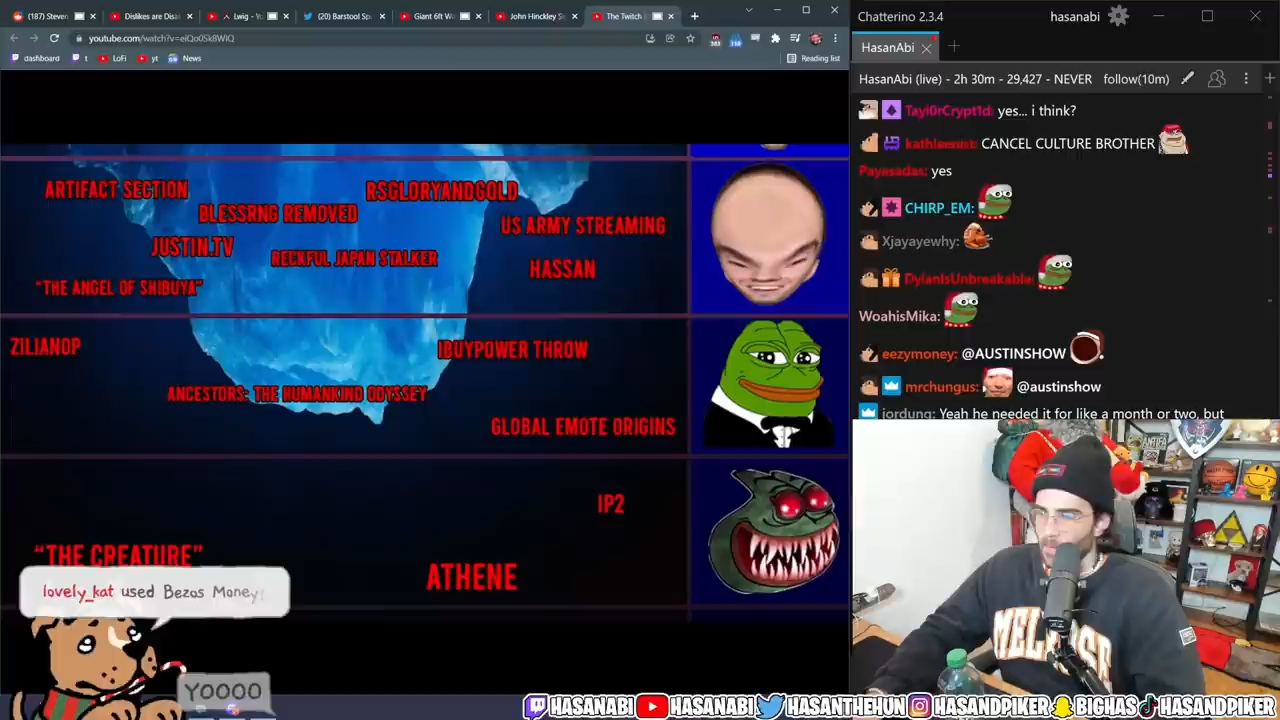 (187) Steven
Dislikes are Disa
Lwig - Yo
(20) Barstool Sp
Giant 6ft W
John Hinckley S
The Twitch I
youtube.com/watch?v=eiQo0Sk8WIQ
dashboard
t
LoFi
yt
News
Reading list
ARTIFACT SECTION
RSGLORYANDGOLD
BLESSRNG REMOVED
US ARMY STREAMING
JUSTIN.TV
RECKFUL JAPAN STALKER
HASSAN
"THE ANGEL OF SHIBUYA"
ZILIANOP
IBUYPOWER THROW
ANCESTORS: THE HUMANKIND ODYSSEY
GLOBAL EMOTE ORIGINS
IP2
"THE CREATURE"
ATHENE
lovely_kat used Bezos Money!
YOOOO
Chatterino 2.3.4
hasanabi
HasanAbi
HasanAbi (live) - 2h 30m - 29,427 - NEVER follow(10m)
Tayl0rCrypt1d: yes... i think?
kathleenist: CANCEL CULTURE BROTHER
Payasadas: yes
CHIRP_EM:
Xjayayewhy:
DylanIsUnbreakable:
WoahisMika:
eezymoney: @AUSTINSHOW
mrchungus: @austinshow
jordung: Yeah he needed it for like a month or two, but
HASANABI HASANABI HASANTHEHUN HASANDPIKER BIGHAS HASANDPIKER